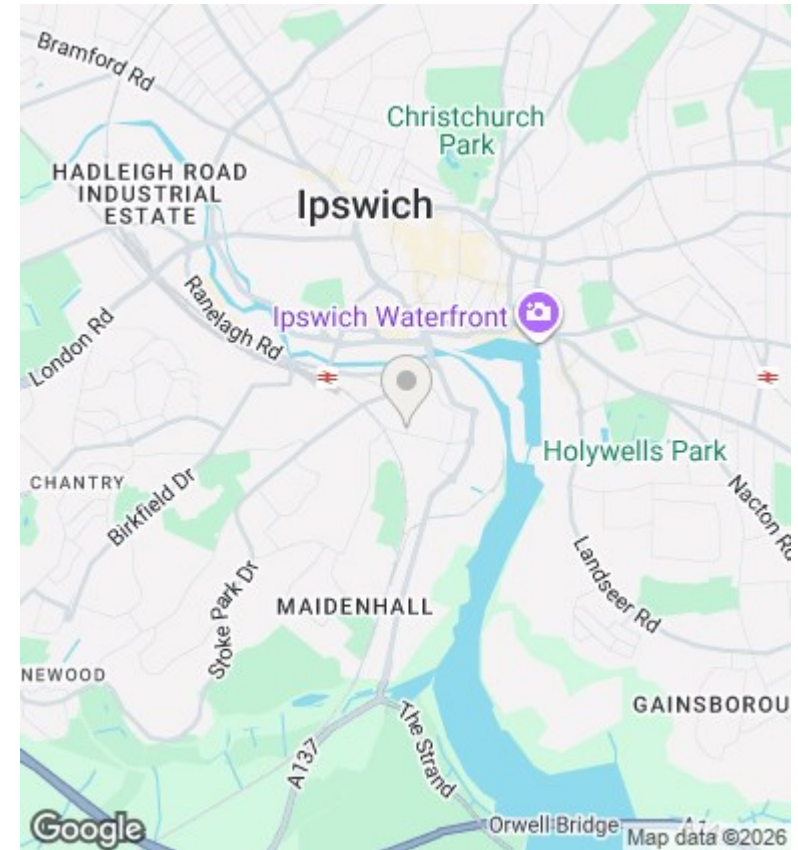 Bramford Rd
Christchurch
Park
HADLEIGH ROAD
INDUSTRIAL
ESTATE
Ipswich
Ranelagh Rd
Ipswich Waterfront
London Rd
Holywells Park
CHANTRY
Birkfield Dr
Nacton Rd
Landseer Rd
Stoke Park Dr
MAIDENHALL
NEWOOD
GAINSBOROU
The Strand
A137
Orwell Bridge
Google
Map data ©2026